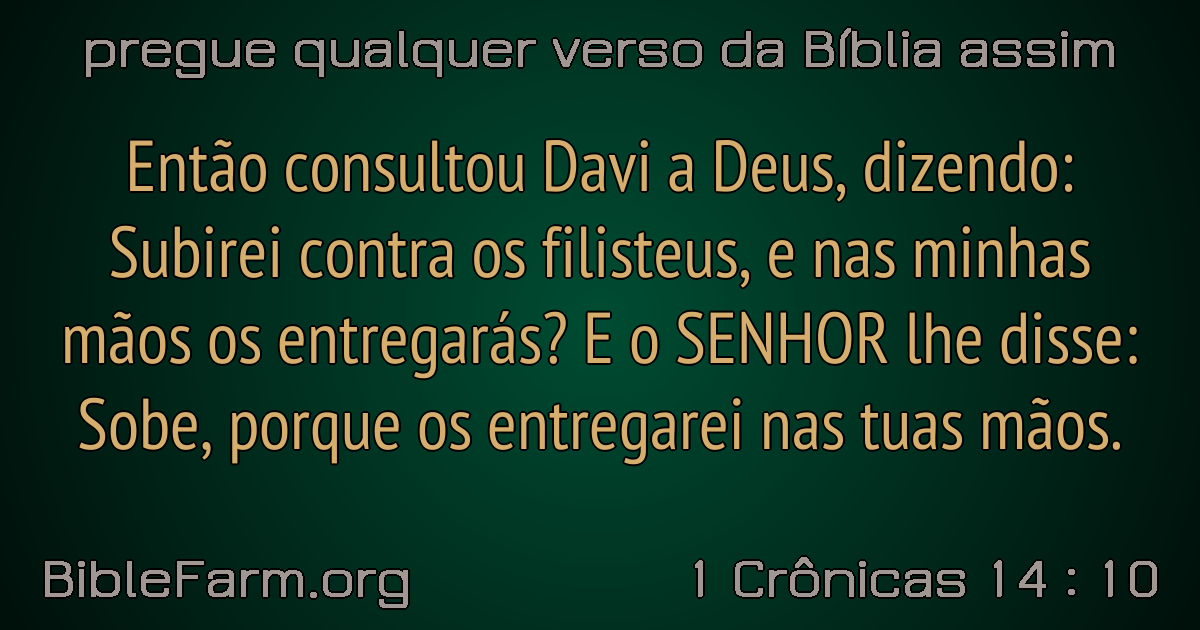 pregue qualquer verso da Bíblia assim
Então consultou Davi a Deus, dizendo:
Subirei contra os filisteus, e nas minhas
mãos os entregarás? E o SENHOR lhe disse:
Sobe, porque os entregarei nas tuas mãos.
BibleFarm.org
1 Crônicas 14 : 10